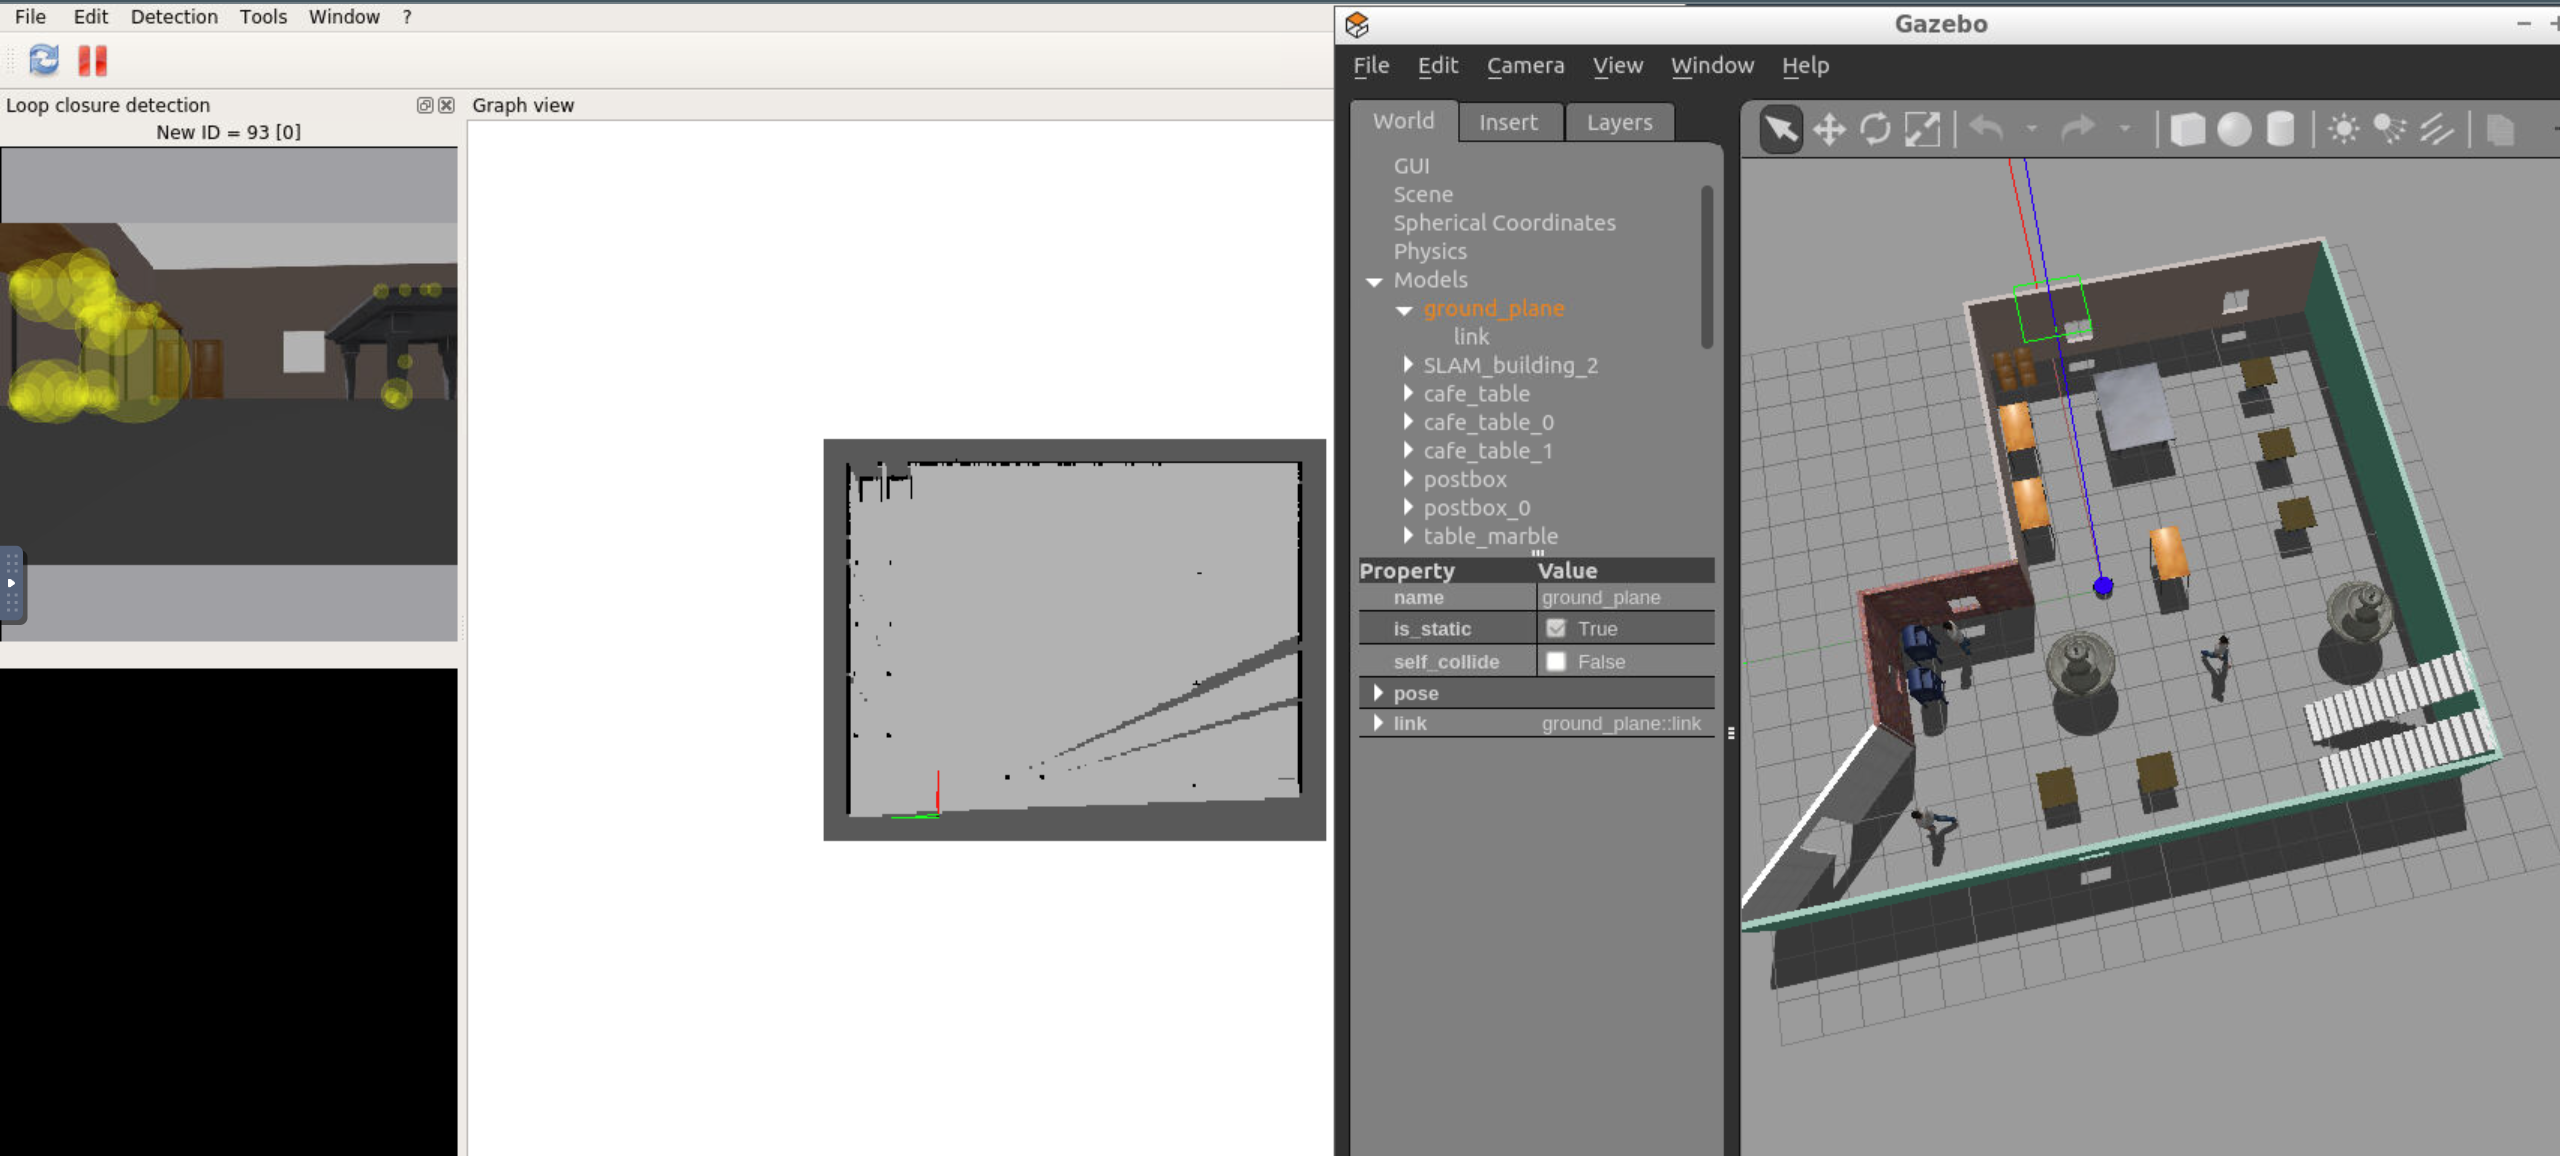 File Edit Detection Tools Window ?
Loop closure detection
New ID = 93 [0]
Graph view
Gazebo
File Edit Camera View Window Help
World Insert Layers
GUI
Scene
Spherical Coordinates
Physics
Models
ground_plane
link
SLAM_building_2
cafe_table
cafe_table_0
cafe_table_1
postbox
postbox_0
table_marble
Property Value
name ground_plane
is_static True
self_collide False
pose
link ground_plane::link